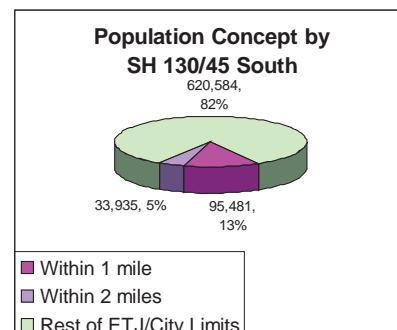 Population Concept by
SH 130/45 South
620,584,
82%
33,935, 5%
95,481,
13%
Within 1 mile
Within 2 miles
Rest of ETJ/City Limits